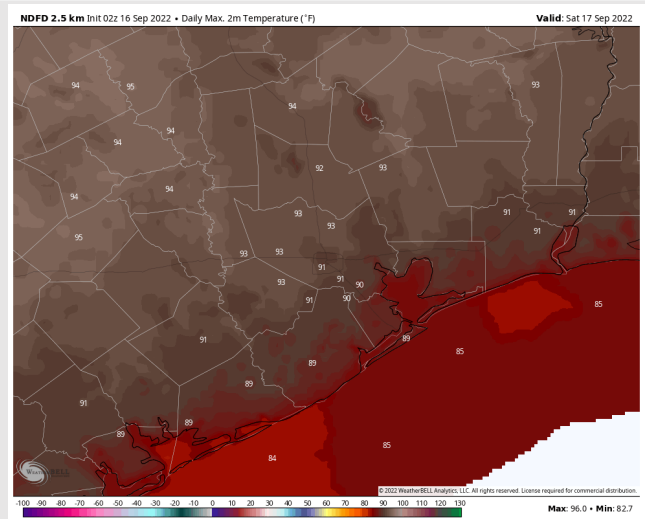 NDFD 2.5 km Init 02z 16 Sep 2022 • Daily Max. 2m Temperature (°F)
Valid: Sat 17 Sep 2022
94 95 93
94
94
94
92 93
94
94
93 91 91
93 91
95
93 93
91
93 91 90
91 90
85
91 89
85
89
89
91
89
89
85
84
WeatherBELL
© 2022 WeatherBELL Analytics, LLC. All rights reserved. License required for commercial distribution.
-100 -90 -80 -70 -60 -50 -40 -30 -20 -10 0 10 20 30 40 50 60 70 80 90 100 110 120 130
Max: 96.0 • Min: 82.7